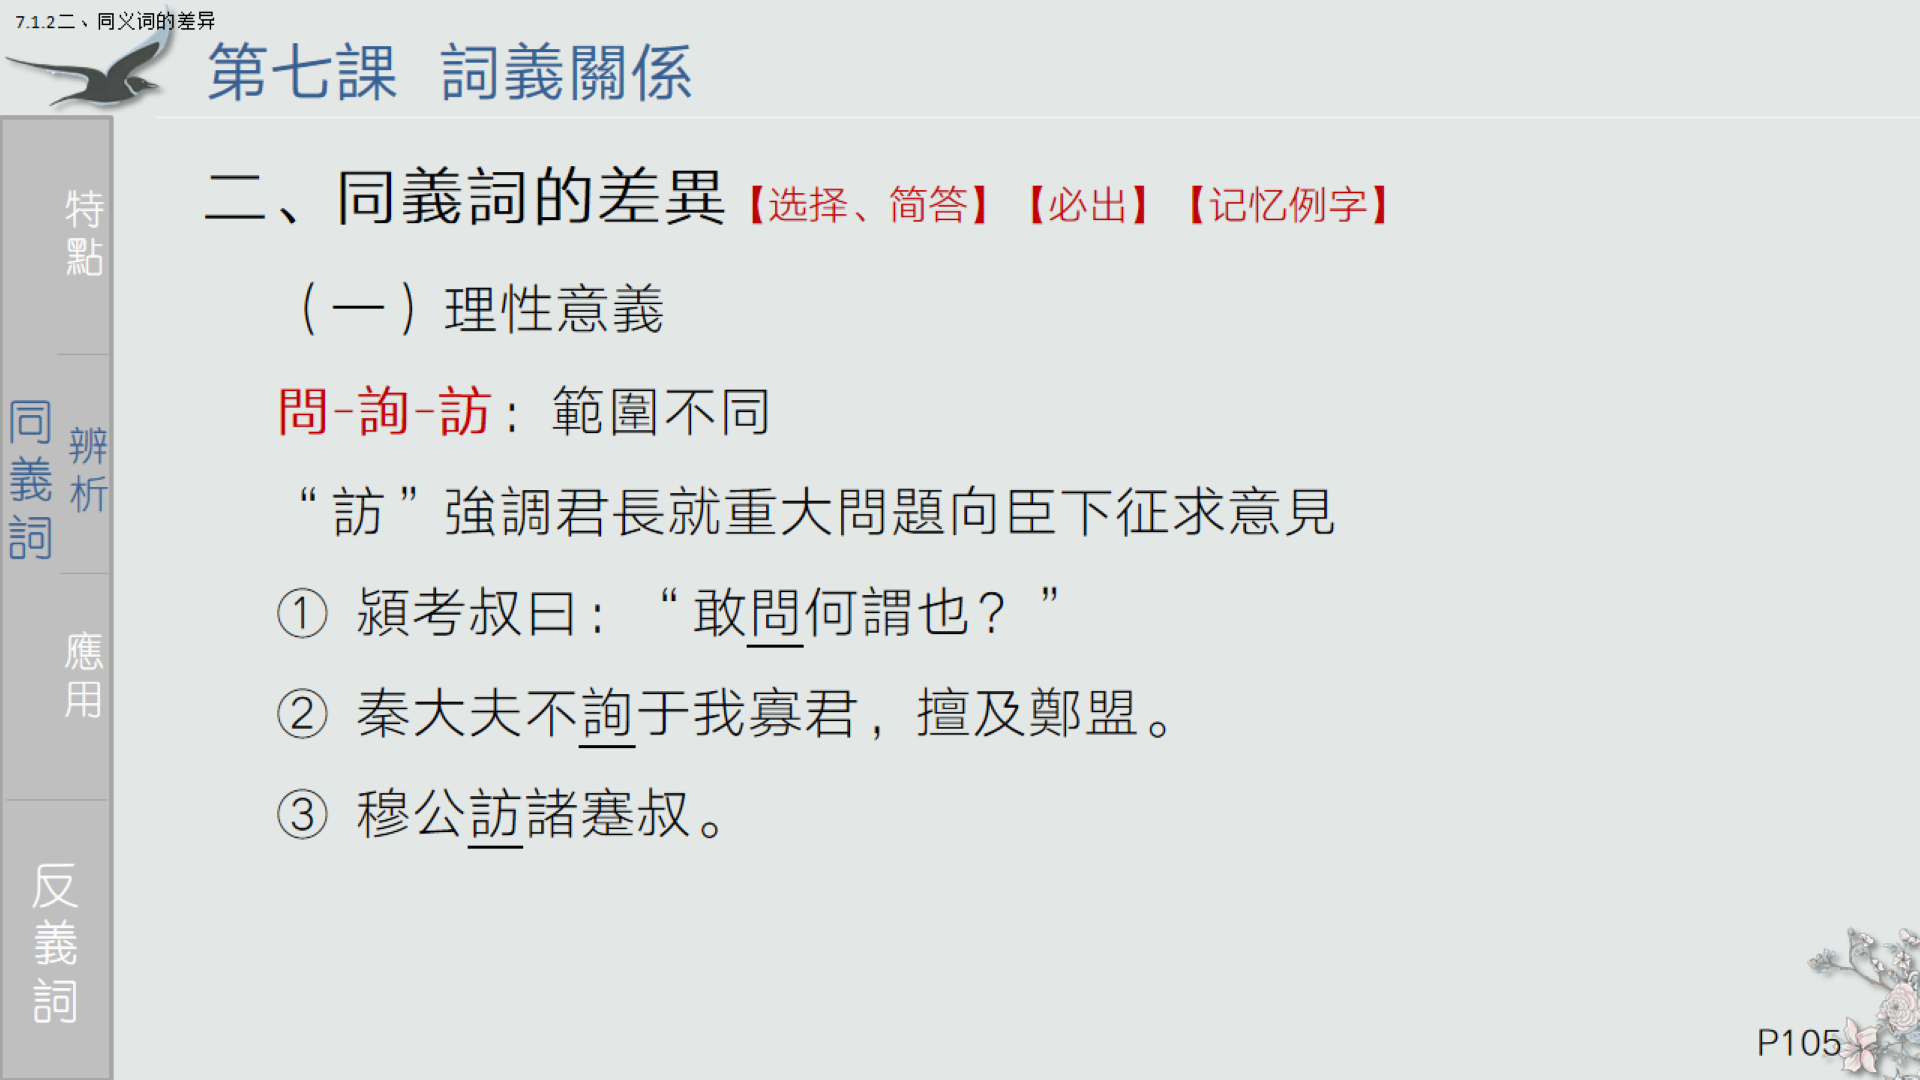 7.1.2二、同义词的差异
第七課 詞義關係
特點
同義詞
辨析
應用
反義詞
二、同義詞的差異【选择、简答】【必出】【记忆例字】
（一）理性意義
問-詢-訪：範圍不同
“訪”強調君長就重大問題向臣下征求意見
① 潁考叔曰：“敢問何謂也？”
② 秦大夫不詢于我寡君，擅及鄭盟。
③ 穆公訪諸蹇叔。
P105